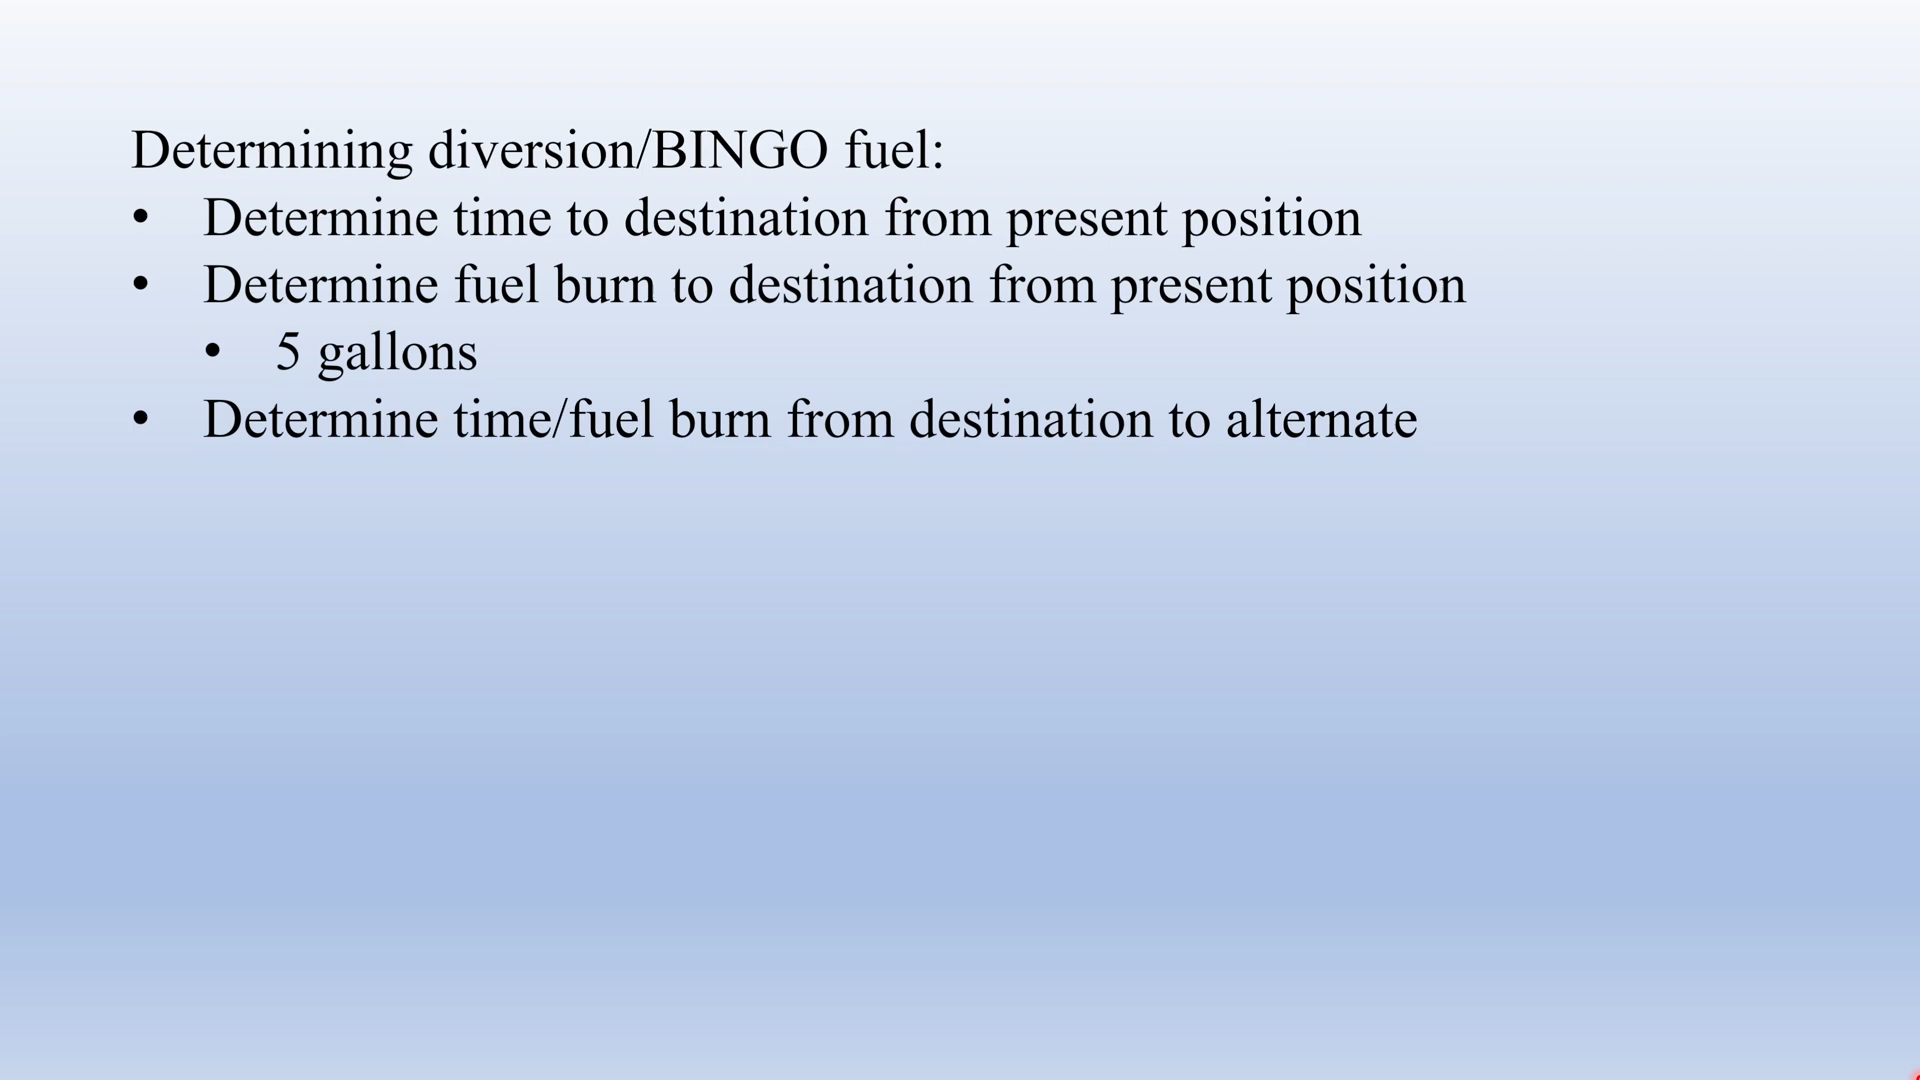 Determining diversion/BINGO fuel:
• Determine time to destination from present position
• Determine fuel burn to destination from present position
• 5 gallons
• Determine time/fuel burn from destination to alternate